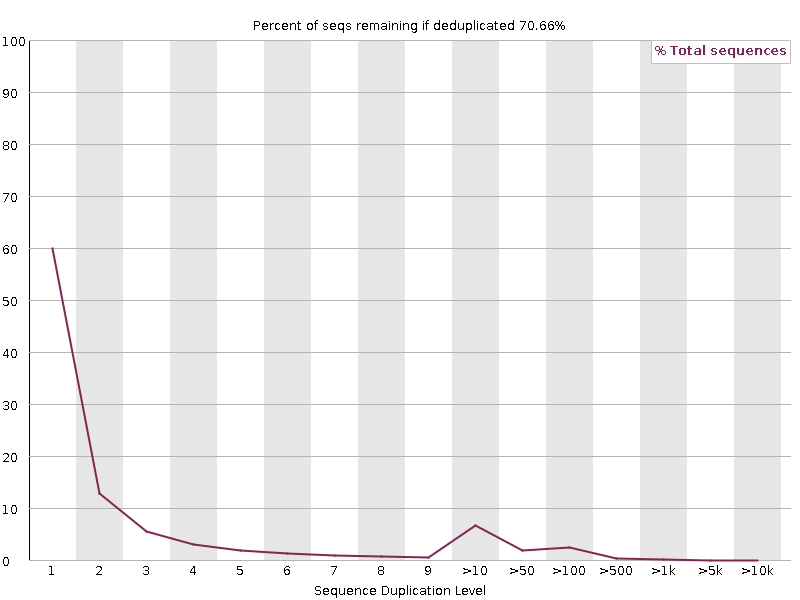 Percent of seqs remaining if deduplicated 70.66%
% Total sequences
100
90
80
70
60
50
40
30
20
10
0
1 2 3 4 5 6 7 8 9 >10 >50 >100 >500 >1k >5k >10k
Sequence Duplication Level